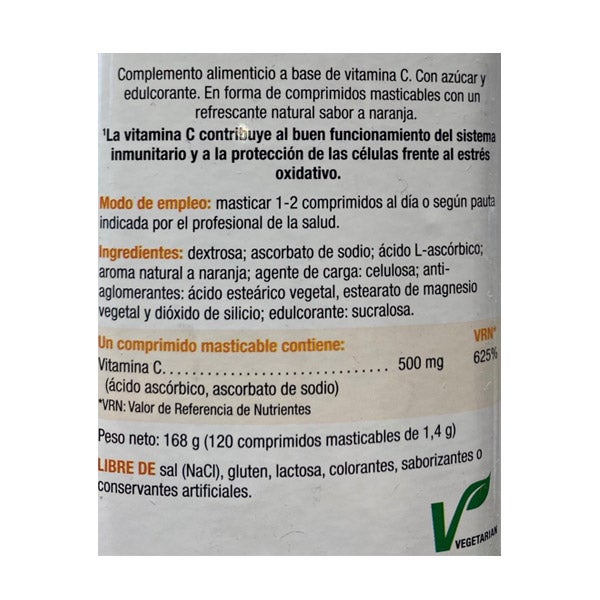 Complemento alimenticio a base de vitamina C. Con azúcar y
edulcorante. En forma de comprimidos masticables con un
refrescante natural sabor a naranja.
¹La vitamina C contribuye al buen funcionamiento del sistema
inmunitario y a la protección de las células frente al estrés
oxidativo.
Modo de empleo: masticar 1-2 comprimidos al día o según pauta
indicada por el profesional de la salud.
Ingredientes: dextrosa; ascorbato de sodio; ácido L-ascórbico;
aroma natural a naranja; agente de carga: celulosa; anti-
aglomerantes: ácido esteárico vegetal, estearato de magnesio
vegetal y dióxido de silicio; edulcorante: sucralosa.
Un comprimido masticable contiene: VRN*
Vitamina C................................ 500 mg 625%
(ácido ascórbico, ascorbato de sodio)
*VRN: Valor de Referencia de Nutrientes
Peso neto: 168 g (120 comprimidos masticables de 1,4 g)
LIBRE DE sal (NaCl), gluten, lactosa, colorantes, saborizantes o
conservantes artificiales.
VEGETARIAN